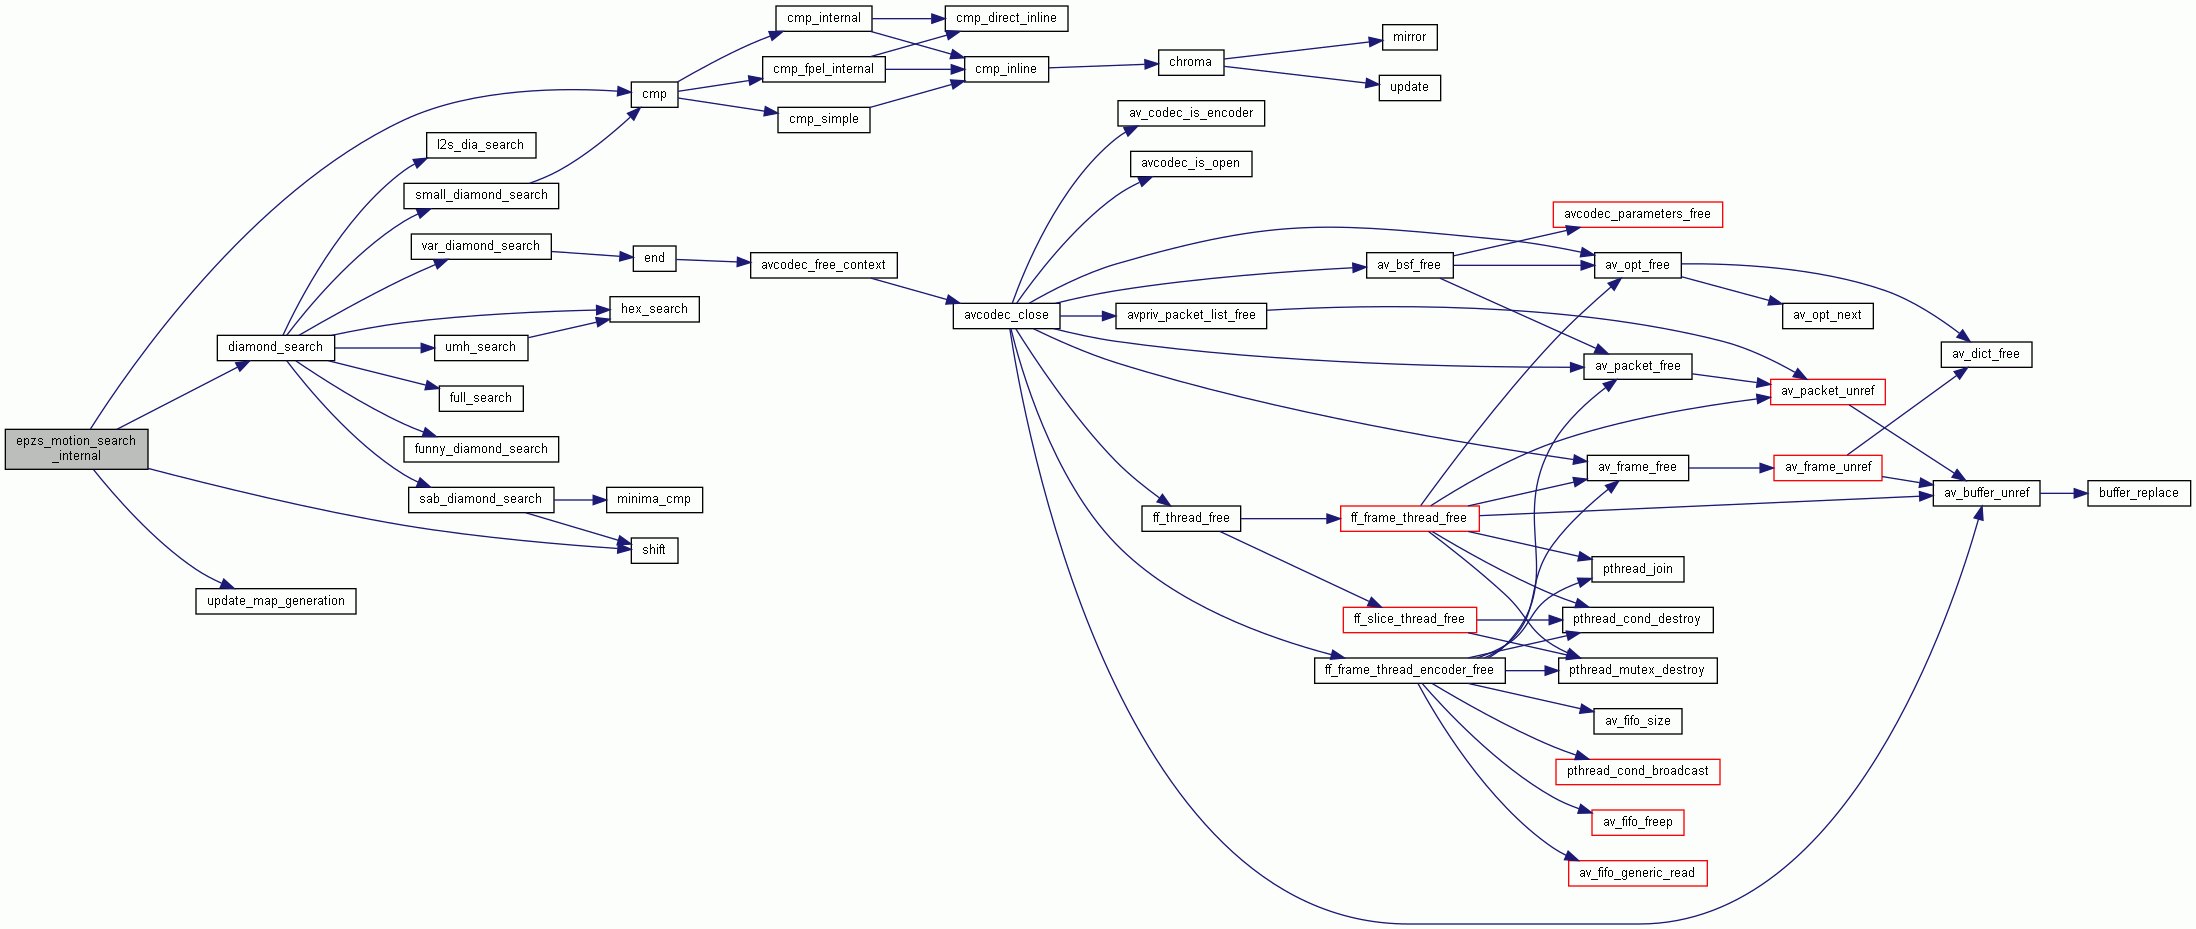 epzs_motion_search
_internal
diamond_search
update_map_generation
l2s_dia_search
small_diamond_search
var_diamond_search
umh_search
full_search
funny_diamond_search
sab_diamond_search
cmp
end
hex_search
minima_cmp
shift
cmp_internal
cmp_fpel_internal
cmp_simple
avcodec_free_context
cmp_direct_inline
cmp_inline
avcodec_close
chroma
av_codec_is_encoder
avcodec_is_open
avpriv_packet_list_free
ff_thread_free
mirror
update
av_bsf_free
ff_frame_thread_free
ff_slice_thread_free
ff_frame_thread_encoder_free
avcodec_parameters_free
av_opt_free
av_packet_free
av_frame_free
pthread_join
pthread_cond_destroy
pthread_mutex_destroy
av_fifo_size
pthread_cond_broadcast
av_fifo_freep
av_fifo_generic_read
av_opt_next
av_packet_unref
av_frame_unref
av_dict_free
av_buffer_unref
buffer_replace